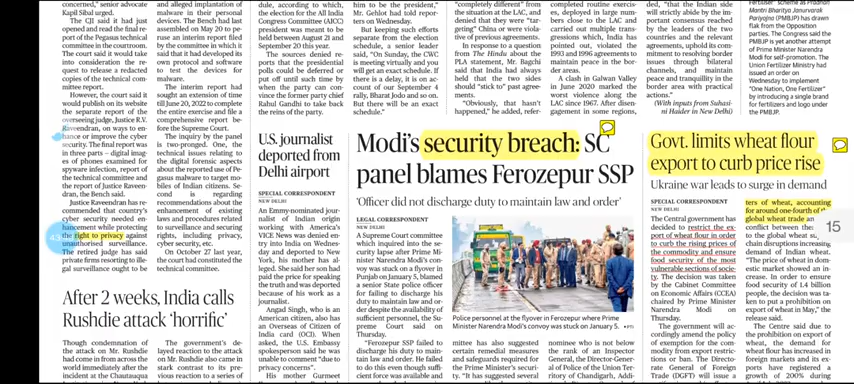 concerned," senior advocate
Kapil Sibal urged.
The CJI said it had just
opened and read the final re-
port of the Pegasus technical
committee in the courtroom.
The court said it would take
into consideration the re-
quest to release a redacted
copies of the technical com-
mittee report.
However, the court said it
would publish on its website
the separate report of the
overseeing judge, Justice R.V.
Raveendran, on ways to en-
hance or improve the cyber
security. The final report was
in three parts – digital imag-
es of phones examined for
spyware infection, report of
the technical committee and
the report of Justice Raveen-
dran, the Bench said.
Justice Raveendran has re-
commended that country's
cyber security needed en-
hancement while protecting
the right to privacy against
unauthorised surveillance.
The retired judge has said
private firms resorting to ille-
gal surveillance ought to be
and alleged implantation of
malware in their personal
devices. The Bench had last
assembled on May 20 to pe-
ruse an interim report filed
by the committee in which it
said that it had developed its
own protocol and software
to test the devices for
malware.
The interim report had
sought an extension of time
till June 20, 2022 to complete
the entire exercise and file a
comprehensive report be-
fore the Supreme Court.
The inquiry by the panel
is two-pronged. One, the
technical issues relating to
the digital forensic aspects
about the reported use of Pe-
gasus malware to target mo-
biles of Indian citizens. Sec-
ond is regarding
recommendations about the
enhancement of existing
laws and procedures related
to surveillance and securing
rights, including privacy,
cyber security, etc.
On October 27 last year,
the court had constituted the
technical committee.
After 2 weeks, India calls
Rushdie attack 'horrific'
Though condemnation of
the attack on Mr. Rushdie had
come in from across the
world immediately after the
incident at the Chautauqua
The government's de-
layed reaction to the attack
on Mr. Rushdie also came in
stark contrast to its pre-
vious reaction to a series of
due, according to which,
the election for the All India
Congress Committee (AICC)
president was meant to be
held between August 21 and
September 20 this year.
The sources denied re-
ports that the presidential
polls could be deferred or
put off until such time by
when the party can con-
vince the former party chief
Rahul Gandhi to take back
the reins of the party.
him to be the president,"
Mr. Gehlot had told repor-
ters on Wednesday.
But keeping such efforts
separate from the election
schedule, a senior leader
said, "On Sunday, the CWC
is meeting virtually and you
will get an exact schedule. If
there is a delay, it is on ac-
count of our September 4
rally, Bharat Jodo and so on.
But there will be an exact
schedule."
U.S. journalist
deported from
Delhi airport
SPECIAL CORRESPONDENT
NEW DELHI
An Emmy-nominated jour-
nalist of Indian origin
working with America's
VICE News was denied en-
try into India on Wednes-
day and deported to New
York, his mother has al-
leged. She said her son had
paid the price for speaking
the truth and was deported
because of his work as a
journalist.
Angad Singh, who is an
American citizen, also has
an Overseas of Citizen of
India card (OCI). When
asked, the U.S. Embassy
spokesperson said he was
unable to comment "due to
privacy concerns".
His mother Gurmeet
"completely different" from
the situation at the LAC, and
denied that they were "tar-
geting" China or were viola-
tive of previous agreements.
In response to a question
from The Hindu about the
PLA statement, Mr. Bagchi
said that India had always
held that the two sides
should "stick to" past agree-
ments.
"Obviously, that hasn't
happened," he added, refer-
completed routine exercis-
es, deployed in large num-
bers close to the LAC and
carried out multiple trans-
gressions which, India has
pointed out, violated the
1993 and 1996 agreements to
maintain peace in the bor-
der areas.
A clash in Galwan Valley
in June 2020 marked the
worst violence along the
LAC since 1967. After disen-
gagement in some regions,
ded, "that the Indian side
will strictly abide by the im-
portant consensus reached
by the leaders of the two
countries and the relevant
agreements, uphold its com-
mitment to resolving border
issues through bilateral
channels, and maintain
peace and tranquillity in the
border area with practical
actions."
(With inputs from Suhasi-
ni Haider in New Delhi)
Mantri Bharatiya Janurvarak
Pariyojna (PMBJP) has drawn
flak from the Opposition
parties. The Congress said the
PMBJP is yet another attempt
of Prime Minister Narendra
Modi for self-promotion. The
Union Fertilizer Ministry had
issued an order on
Wednesday to implement
"One Nation, One Fertilizer"
by introducing a single brand
for fertilizers and logo under
the PMBJP.
Modi's security breach: SC
panel blames Ferozepur SSP
'Officer did not discharge duty to maintain law and order'
LEGAL CORRESPONDENT
NEW DELHI
A Supreme Court committee
which inquired into the se-
curity lapse after Prime Mi-
nister Narendra Modi's con-
voy was stuck on a flyover in
Punjab on January 5, blamed
a senior State police officer
for failing to discharge his
duty to maintain law and or-
der despite the availability of
sufficient personnel, the Su-
preme Court said on
Thursday.
"Ferozepur SSP failed to
discharge his duty to main-
tain law and order. He failed
to do this even though suffi-
cient force was available and
Police personnel at the flyover in Ferozepur where Prime
Minister Narendra Modi's convoy was stuck on January 5. • PTI
mittee has also suggested
certain remedial measures
and safeguards required for
the Prime Minister's securi-
ty. "It has suggested several
nominee who is not below
the rank of an Inspector
General, the Director-Gener-
al of Police of the Union Ter-
ritory of Chandigarh, Addi-
Govt. limits wheat flour
export to curb price rise
Ukraine war leads to surge in demand
SPECIAL CORRESPONDENT
NEW DELHI
The Central government has
decided to restrict the ex-
port of wheat flour in order
to curb the rising prices of
the commodity and ensure
food security of the most
vulnerable sections of socie-
ty. The decision was taken
by the Cabinet Committee
on Economic Affairs (CCEA)
chaired by Prime Minister
Narendra Modi on
Thursday.
The government will ac-
cordingly amend the policy
of exemption for the com-
modity from export restric-
tions or ban. The Directo-
rate General of Foreign
Trade (DGFT) will issue a
ters of wheat, accounting
for around one-fourth of
global wheat trade an
conflict between the
to the global wheat su
chain disruptions increasing
demand of Indian wheat.
"The price of wheat in do-
mestic market showed an in-
crease. In order to ensure
food security of 1.4 billion
people, the decision was ta-
ken to put a prohibition on
export of wheat in May," the
release said.
The Centre said due to
the prohibition on export of
wheat, the demand for
wheat flour has increased in
foreign markets and its ex-
ports have registered a
growth of 200% during
15